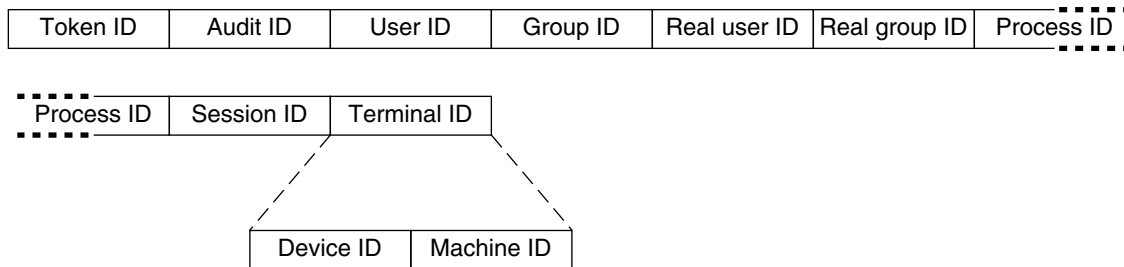 Token ID Audit ID User ID Group ID Real user ID Real group ID Process ID
Process ID Session ID Terminal ID
Device ID Machine ID